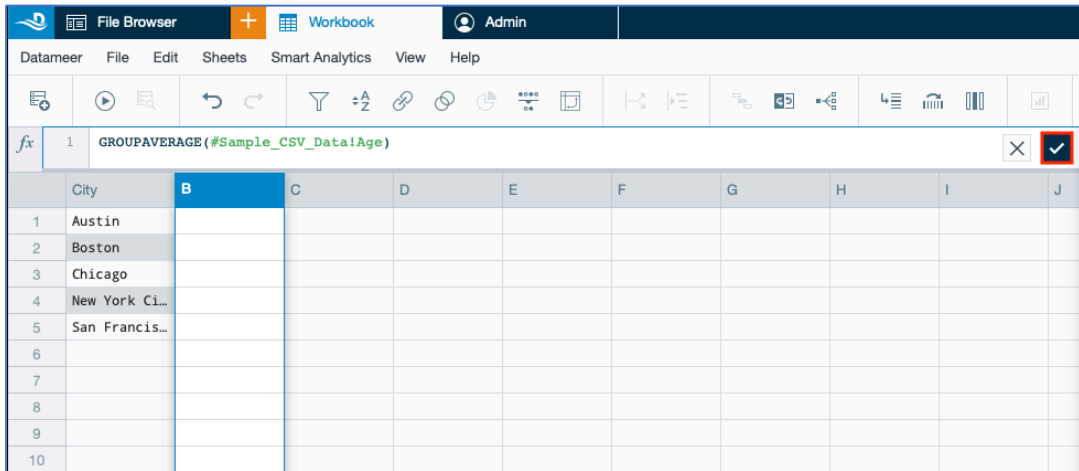 File Browser + Workbook Admin
Datameer File Edit Sheets Smart Analytics View Help
fx 1 GROUPAVERAGE(#Sample_CSV_Data!Age)
City B C D E F G H I J
1 Austin
2 Boston
3 Chicago
4 New York Ci…
5 San Francis…
6
7
8
9
10